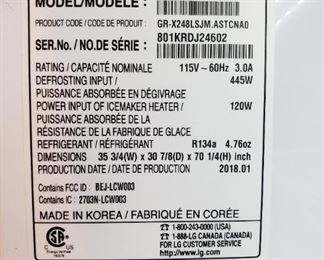 MODEL/MODÈLE:
PRODUCT CODE / CODE DE PRODUIT : GR-X248LSJM.ASTCNA0
SER.No/ /NO.DE SÉRIE : 801KRDJ24602
RATING / CAPACITÉ NOMINALE 115V~60Hz 3.0A
DEFROSTING INPUT / 445W
PUISSANCE ABSORBÉE EN DÉGIVRAGE
POWER INPUT OF ICEMAKER HEATER / 120W
PUISSANCE ABSORBÉE DE LA
RÉSISTANCE DE LA FABRIQUE DE GLACE
REFRIGERANT / RÉFRIGÉRANT R134a 4.76oz
DIMENSIONS 35 3/4(W) x 30 7/8(D) x 70 1/4(H) inch
PRODUCTION DATE / DATE DE PRODUCTION 2018.01
Contains FCC ID : BEJ-LCW003
Contains IC : 2703N-LCW003
MADE IN KOREA / FABRIQUÉ EN CORÉE
1-800-243-0000 (USA)
1-888-LG CANADA (CANADA)
FOR LG CUSTOMER SERVICE
http://www.lg.com
C US
Energy Verified